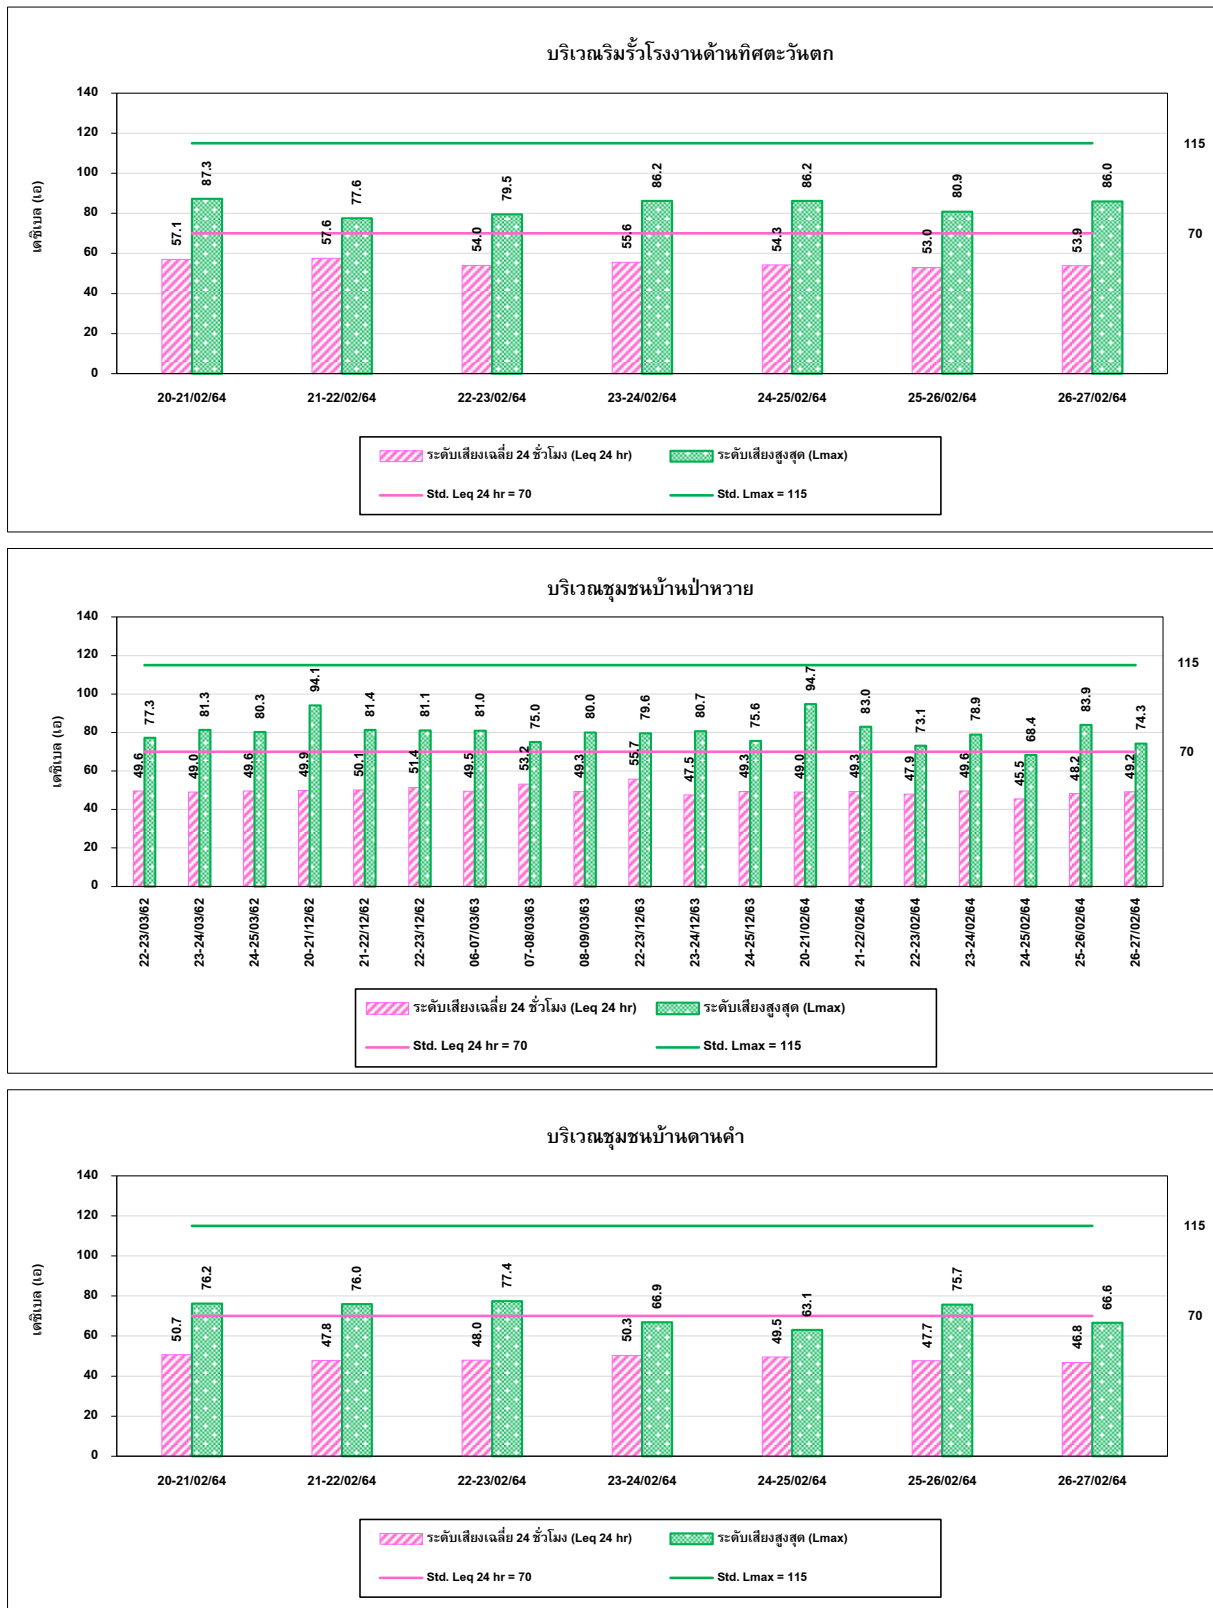 บริเวณริมรั้วโรงงานด้านทิศตะวันตก
เดซิเบล (เอ)
140
120
100
80
60
40
20
0
115
70
57.1 87.3 57.6 77.6 54.0 79.5 55.6 86.2 54.3 86.2 53.0 80.9 53.9 86.0
20-21/02/64 21-22/02/64 22-23/02/64 23-24/02/64 24-25/02/64 25-26/02/64 26-27/02/64
ระดับเสียงเฉลี่ย 24 ชั่วโมง (Leq 24 hr) ระดับเสียงสูงสุด (Lmax)
Std. Leq 24 hr = 70 Std. Lmax = 115
บริเวณชุมชนบ้านป่าหวาย
เดซิเบล (เอ)
140
120
100
80
60
40
20
0
115
70
49.6 77.3 49.0 81.3 49.6 80.3 49.9 94.1 50.1 81.4 51.4 81.1 49.5 81.0 53.2 75.0 49.3 80.0 55.7 79.6 47.5 80.7 49.3 75.6 49.0 94.7 49.3 83.0 47.9 73.1 49.6 78.9 45.5 68.4 48.2 83.9 49.2 74.3
22-23/03/62 23-24/03/62 24-25/03/62 20-21/12/62 21-22/12/62 22-23/12/62 06-07/03/63 07-08/03/63 08-09/03/63 22-23/12/63 23-24/12/63 24-25/12/63 20-21/02/64 21-22/02/64 22-23/02/64 23-24/02/64 24-25/02/64 25-26/02/64 26-27/02/64
ระดับเสียงเฉลี่ย 24 ชั่วโมง (Leq 24 hr) ระดับเสียงสูงสุด (Lmax)
Std. Leq 24 hr = 70 Std. Lmax = 115
บริเวณชุมชนบ้านดานคำ
เดซิเบล (เอ)
140
120
100
80
60
40
20
0
115
70
50.7 76.2 47.8 76.0 48.0 77.4 50.3 66.9 49.5 63.1 47.7 75.7 46.8 66.6
20-21/02/64 21-22/02/64 22-23/02/64 23-24/02/64 24-25/02/64 25-26/02/64 26-27/02/64
ระดับเสียงเฉลี่ย 24 ชั่วโมง (Leq 24 hr) ระดับเสียงสูงสุด (Lmax)
Std. Leq 24 hr = 70 Std. Lmax = 115